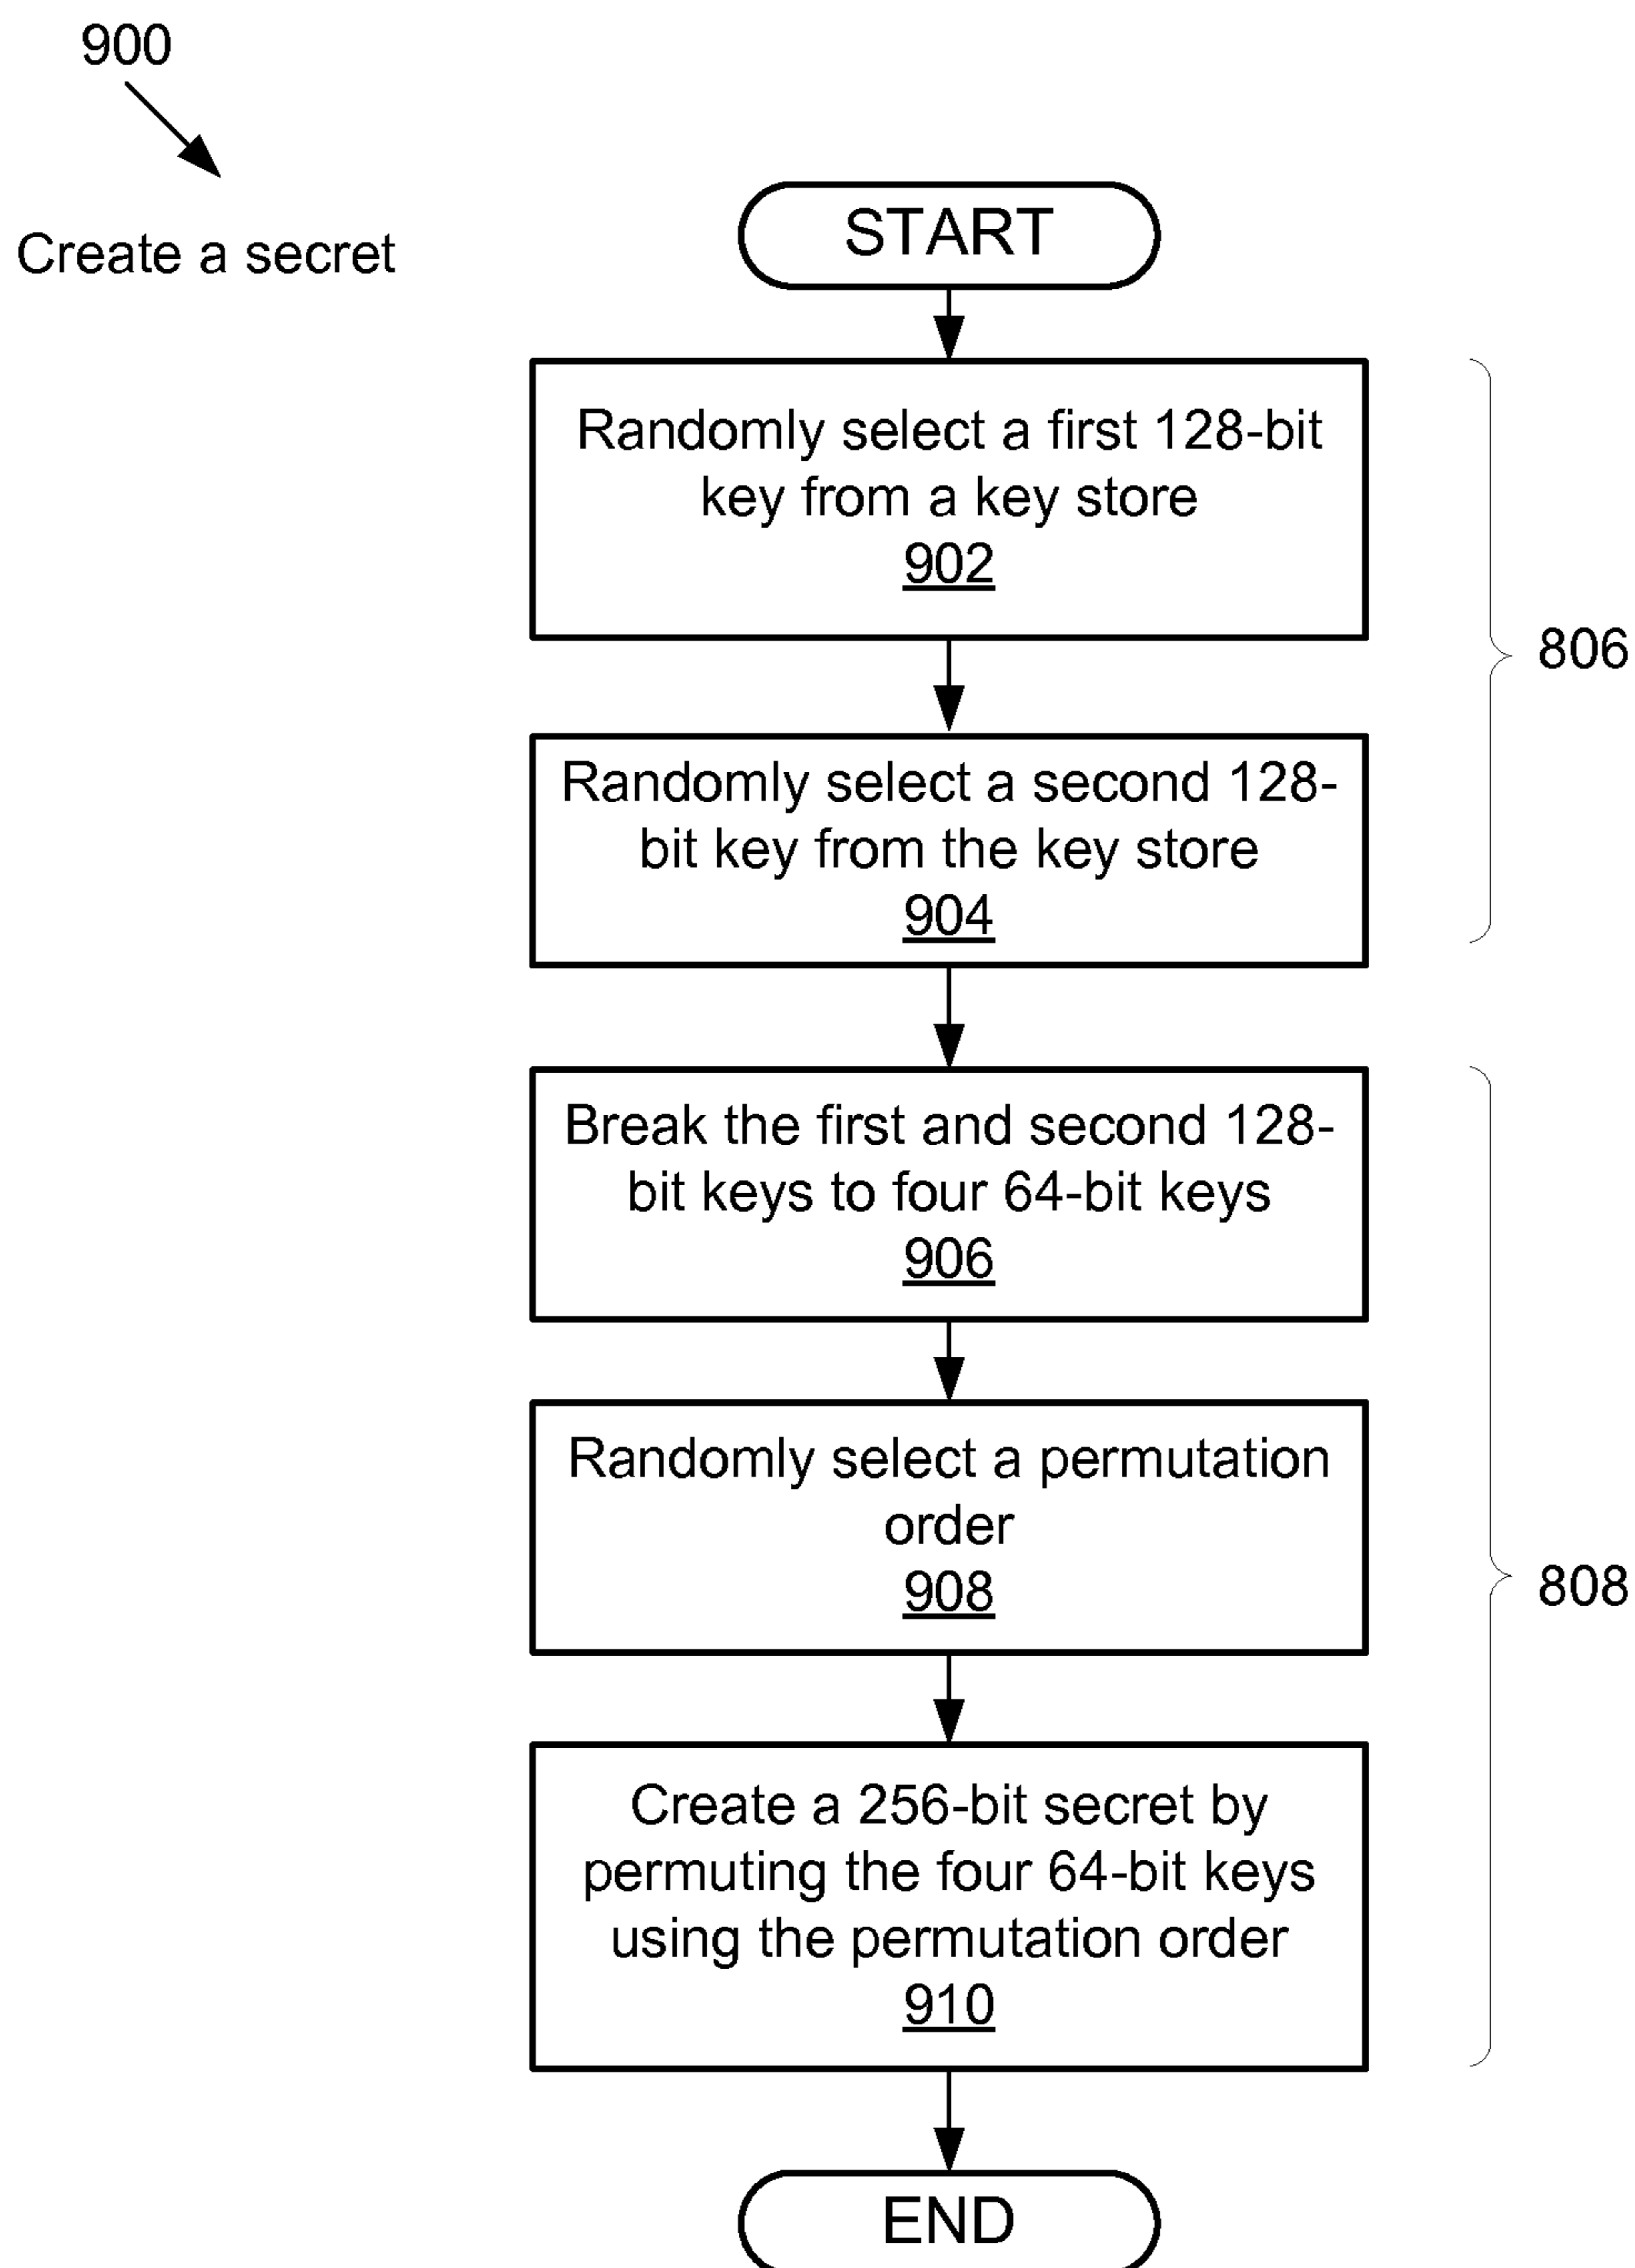 900
Create a secret
START
Randomly select a first 128-bit
key from a key store
902
Randomly select a second 128-
bit key from the key store
904
806
Break the first and second 128-
bit keys to four 64-bit keys
906
Randomly select a permutation
order
908
808
Create a 256-bit secret by
permuting the four 64-bit keys
using the permutation order
910
END